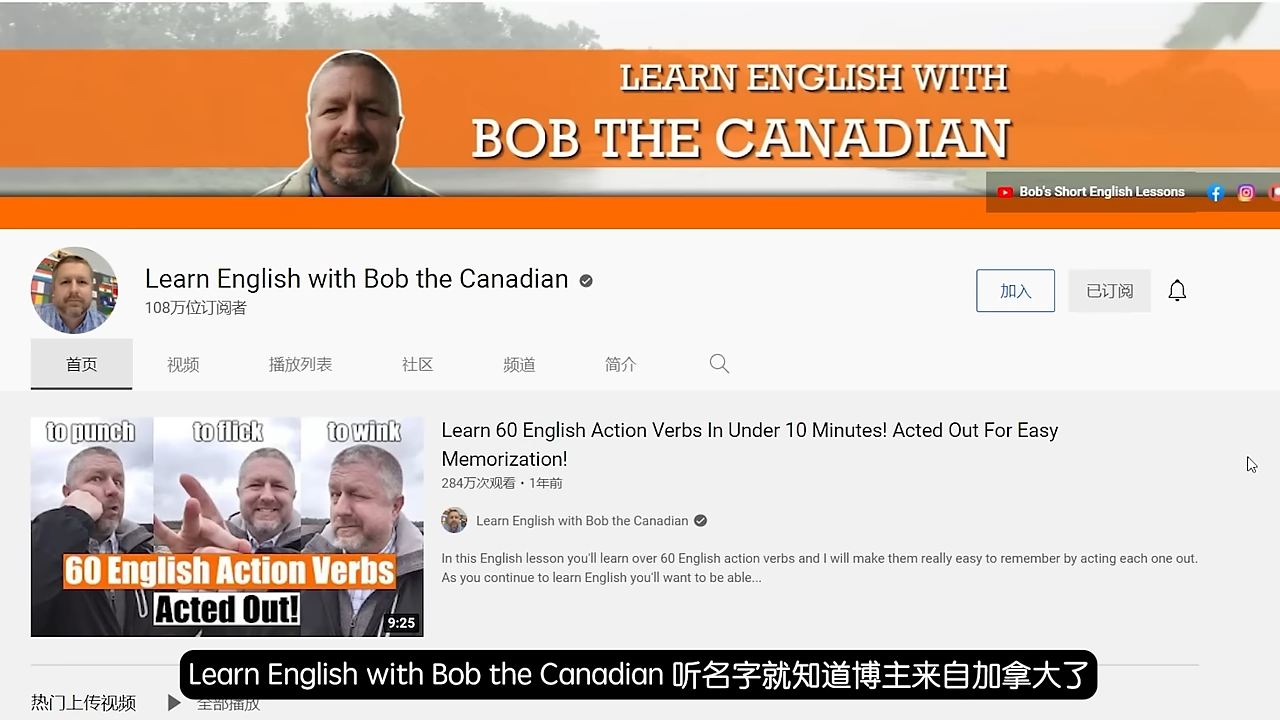 LEARN ENGLISH WITH
BOB THE CANADIAN
Bob's Short English Lessons
Learn English with Bob the Canadian
108万位订阅者
加入
已订阅
首页
视频
播放列表
社区
频道
简介
to punch
to flick
to wink
60 English Action Verbs
Acted Out!
9:25
Learn 60 English Action Verbs In Under 10 Minutes! Acted Out For Easy
Memorization!
284万次观看・1年前
Learn English with Bob the Canadian
In this English lesson you'll learn over 60 English action verbs and I will make them really easy to remember by acting each one out.
As you continue to learn English you'll want to be able...
Learn English with Bob the Canadian 听名字就知道博主来自加拿大了
热门上传视频
全部播放